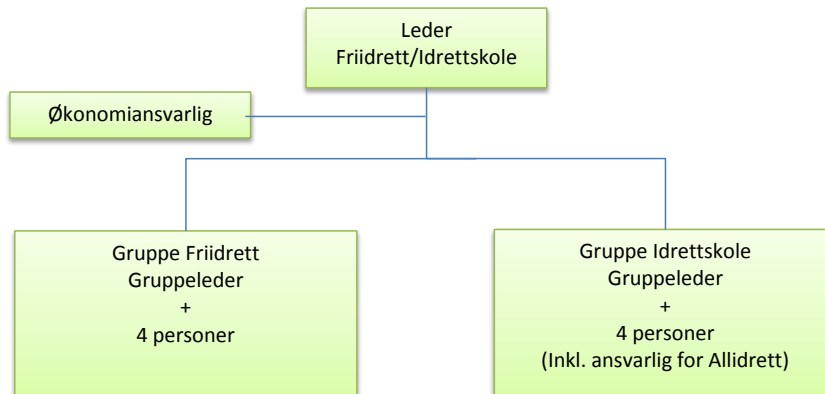 Leder
Friidrett/Idrettskole
Økonomiansvarlig
Gruppe Friidrett
Gruppeleder
+
4 personer
Gruppe Idrettskole
Gruppeleder
+
4 personer
(Inkl. ansvarlig for Allidrett)